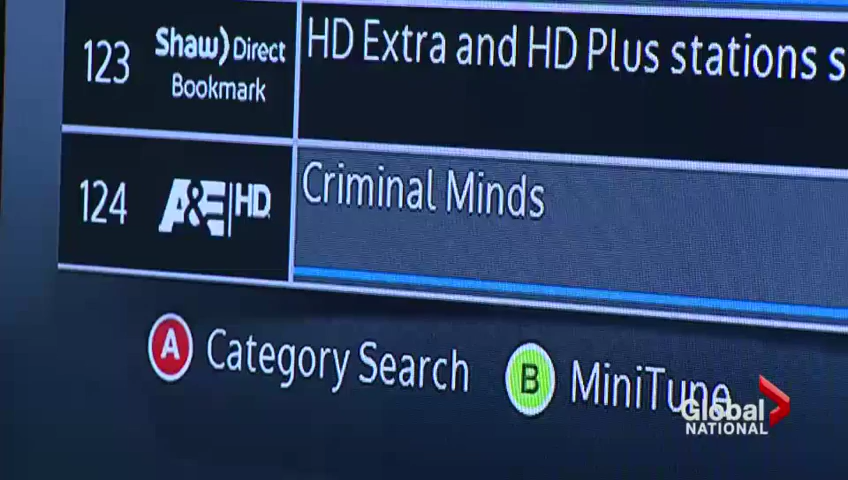 123
Shaw) Direct
Bookmark
HD Extra and HD Plus stations s
124
A&E HD
Criminal Minds
A Category Search
B MiniTune
Global
NATIONAL